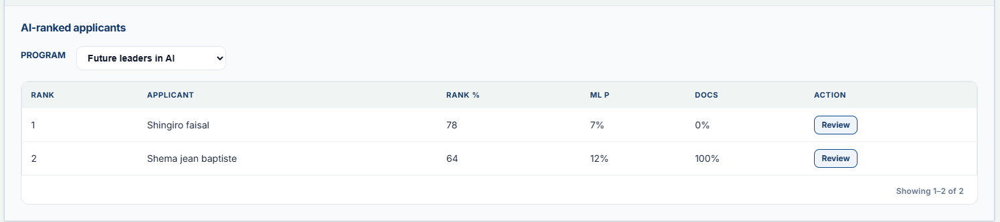 AI-ranked applicants
PROGRAM Future leaders in AI
RANK APPLICANT RANK % ML P DOCS ACTION
1 Shingiro faisal 78 7% 0% Review
2 Shema jean baptiste 64 12% 100% Review
Showing 1–2 of 2